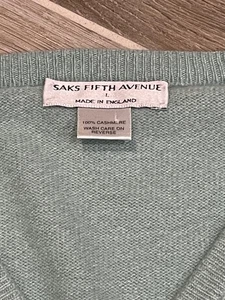 SAKS FIFTH AVENUE
L
MADE IN ENGLAND
100% CASHMERE
WASH CARE ON
REVERSE